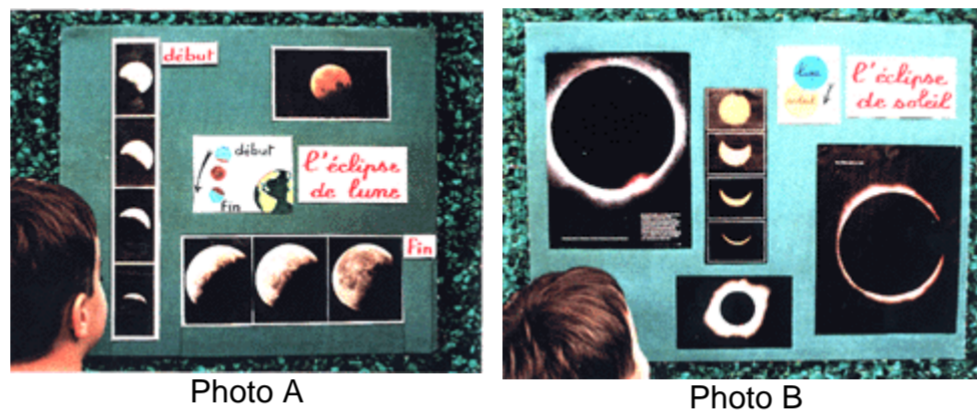 début
début
fin
l'éclipse
de lune
fin
Photo A
lune
soleil
l'éclipse
de soleil
Photo B